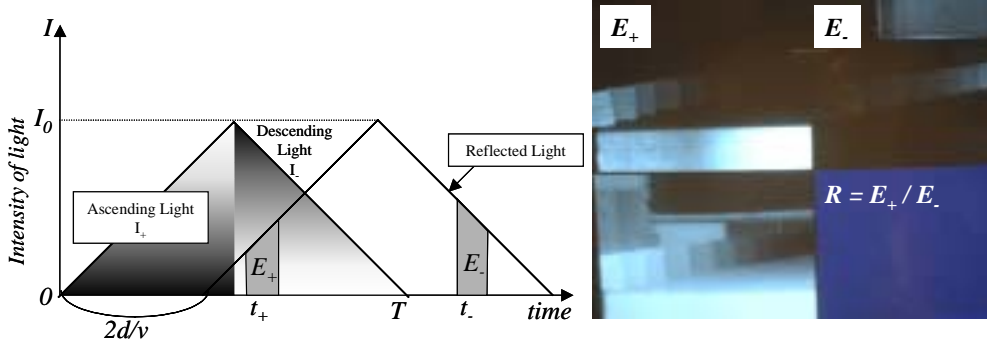 I
I₀
Intensity of light
0
Ascending Light
I₊
Descending
Light
I₋
Reflected Light
E₊
E₋
2d/v
t₊
T
t₋
time
E₊
E₋
R = E₊ / E₋